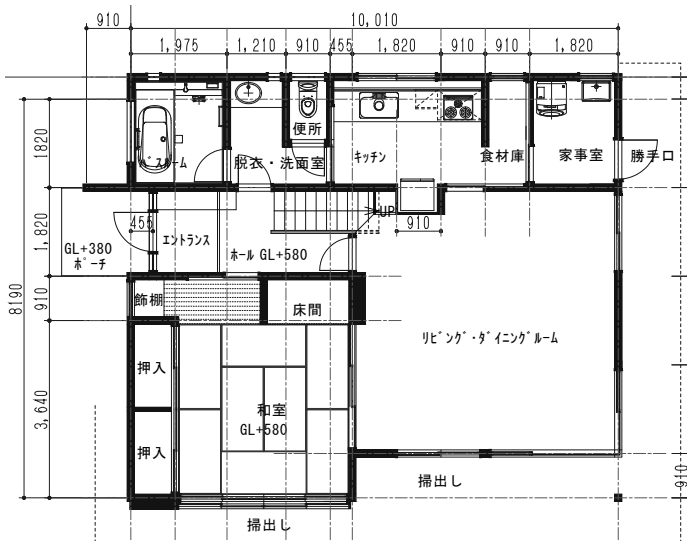 910
10,010
1,975
1,210
910
455
1,820
910
910
1,820
便所
ﾊﾞｽﾙｰﾑ
脱衣・洗面室
ｷｯﾁﾝ
食材庫
家事室
勝手口
1820
UP
455
910
GL+380
ﾎﾟｰﾁ
ｴﾝﾄﾗﾝｽ
ﾎｰﾙ GL+580
1,820
8190
910
飾棚
床間
ﾘﾋﾞﾝｸﾞ・ﾀﾞｲﾆﾝｸﾞﾙｰﾑ
押入
3,640
和室
GL+580
押入
掃出し
910
掃出し